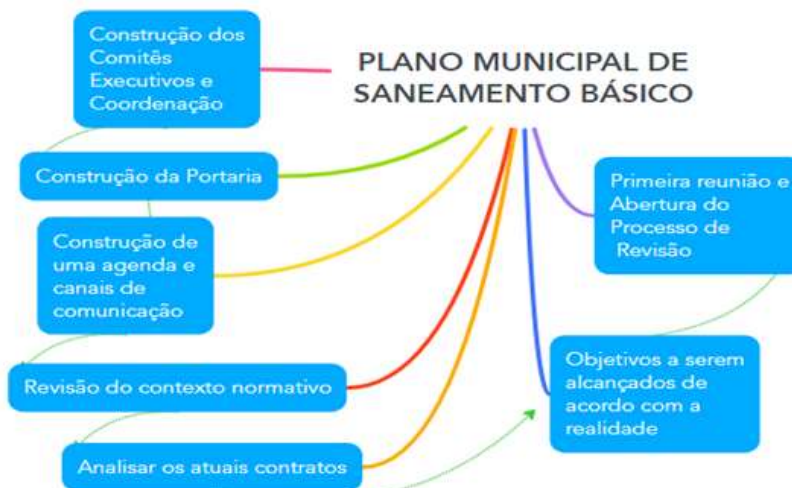 PLANO MUNICIPAL DE
SANEAMENTO BÁSICO
Construção dos
Comitês
Executivos e
Coordenação
Construção da Portaria
Construção de
uma agenda e
canais de
comunicação
Revisão do contexto normativo
Analisar os atuais contratos
Objetivos a serem
alcançados de
acordo com a
realidade
Primeira reunião e
Abertura do
Processo de
Revisão